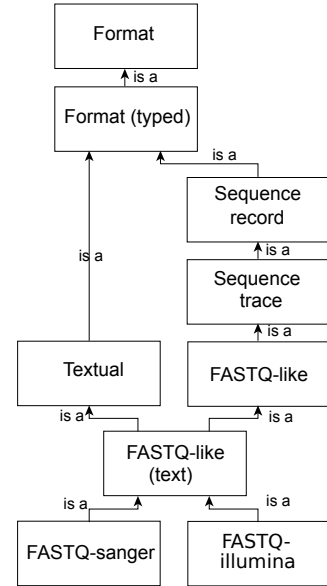 Format
is a
Format (typed)
is a
Sequence
record
is a
is a
Sequence
trace
is a
Textual
FASTQ-like
is a
is a
FASTQ-like
(text)
is a
is a
FASTQ-sanger
FASTQ-
illumina